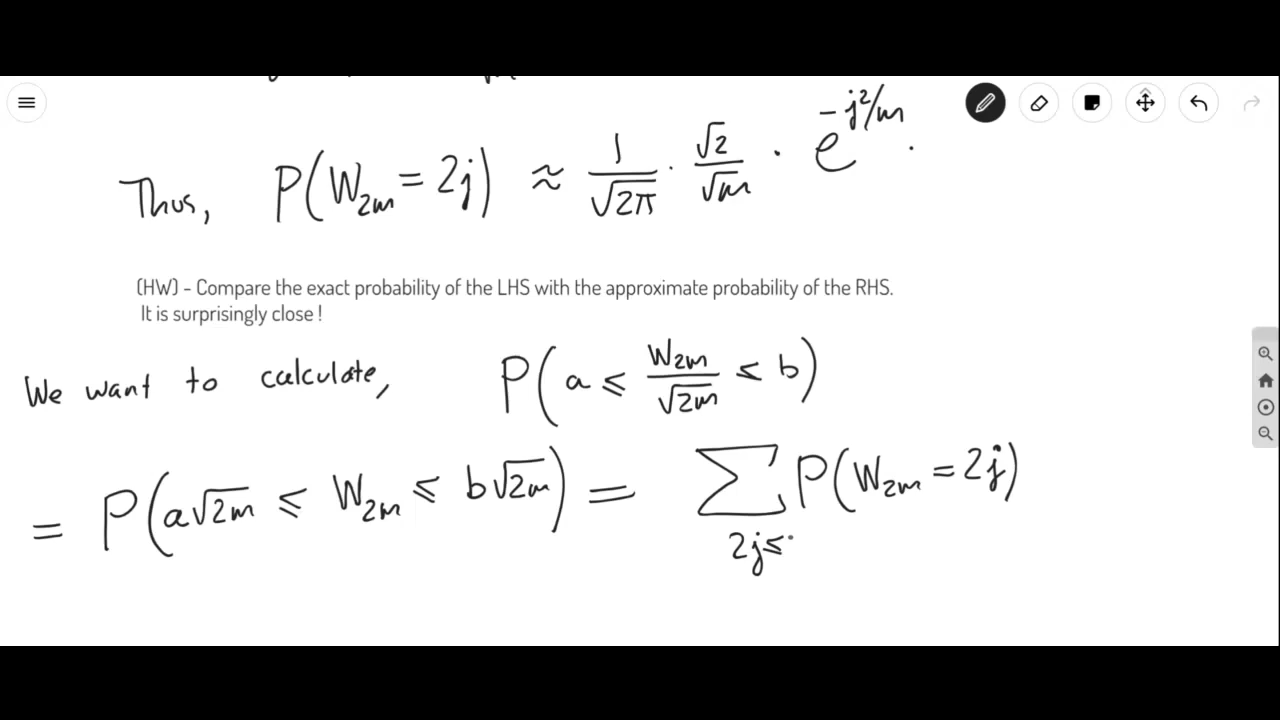 Thus, P(W_{2m} = 2j) ≈ 1/√2π · √2/√m · e^{-j²/m}.
(HW) - Compare the exact probability of the LHS with the approximate probability of the RHS.
It is surprisingly close !
We want to calculate, P(a ≤ W_{2m}/√2m ≤ b)
= P(a√2m ≤ W_{2m} ≤ b√2m) = ∑ P(W_{2m} = 2j)
2j≤